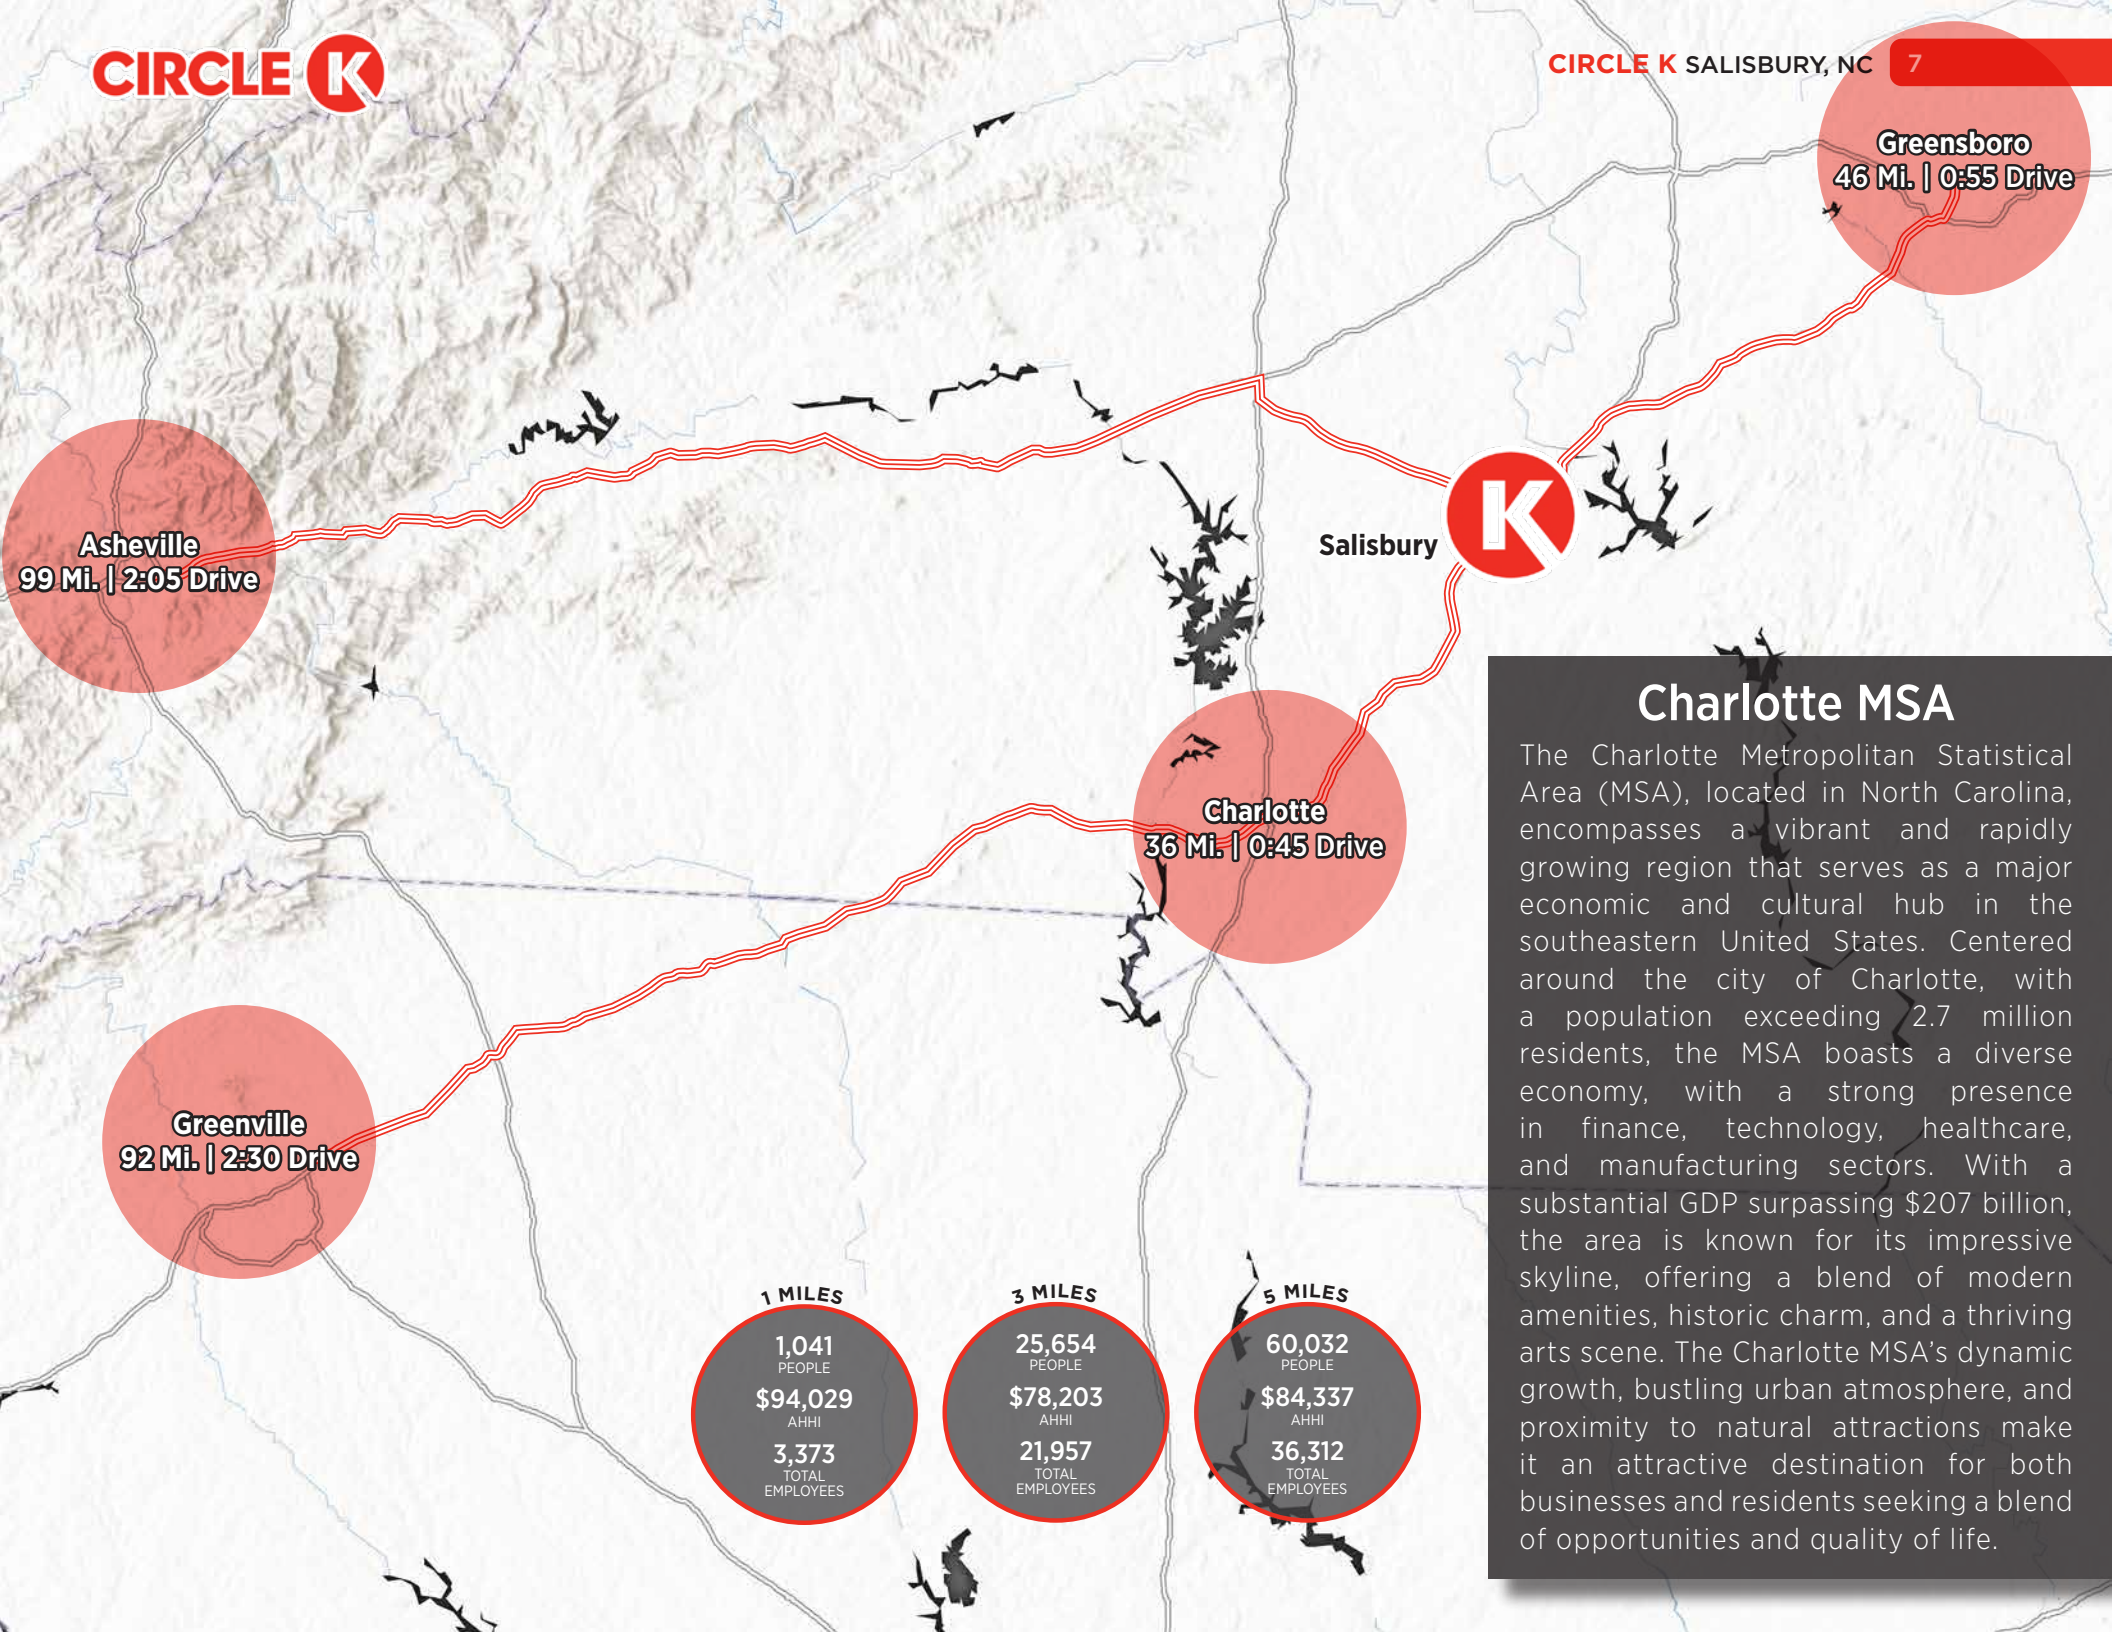 CIRCLE K
CIRCLE K SALISBURY, NC 7
Greensboro
46 Mi. | 0:55 Drive
Asheville
99 Mi. | 2:05 Drive
K
Salisbury
Charlotte
36 Mi. | 0:45 Drive
Greenville
92 Mi. | 2:30 Drive
Charlotte MSA
The Charlotte Metropolitan Statistical
Area (MSA), located in North Carolina,
encompasses a vibrant and rapidly
growing region that serves as a major
economic and cultural hub in the
southeastern United States. Centered
around the city of Charlotte, with
a population exceeding 2.7 million
residents, the MSA boasts a diverse
economy, with a strong presence
in finance, technology, healthcare,
and manufacturing sectors. With a
substantial GDP surpassing $207 billion,
the area is known for its impressive
skyline, offering a blend of modern
amenities, historic charm, and a thriving
arts scene. The Charlotte MSA's dynamic
growth, bustling urban atmosphere, and
proximity to natural attractions make
it an attractive destination for both
businesses and residents seeking a blend
of opportunities and quality of life.
1 MILES
1,041
PEOPLE
$94,029
AHHI
3,373
TOTAL
EMPLOYEES
3 MILES
25,654
PEOPLE
$78,203
AHHI
21,957
TOTAL
EMPLOYEES
5 MILES
60,032
PEOPLE
$84,337
AHHI
36,312
TOTAL
EMPLOYEES